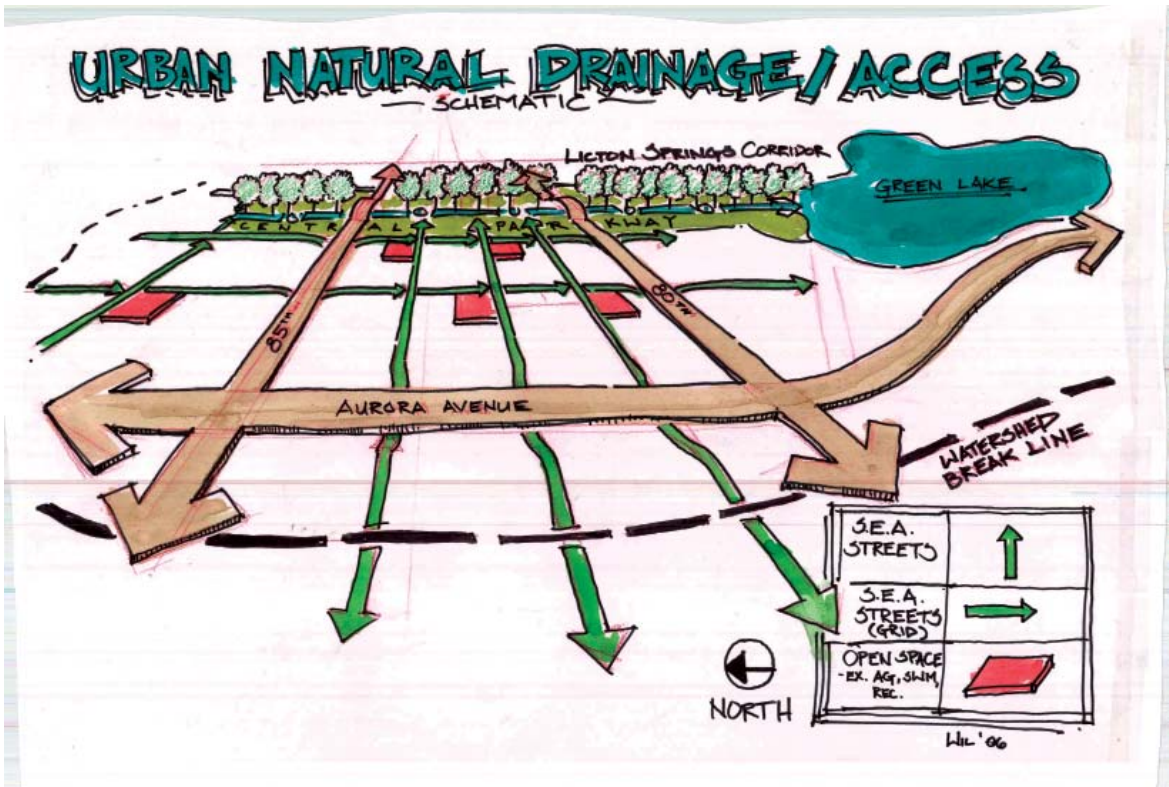 URBAN NATURAL DRAINAGE/ACCESS
SCHEMATIC
LICTON SPRINGS CORRIDOR
GREEN LAKE
CENTRAL PARKWAY
85TH
80TH
AURORA AVENUE
WATERSHED
BREAK LINE
S.E.A.
STREETS
S.E.A.
STREETS
(GRID)
OPEN SPACE
-EX. AG, SWM,
REC.
NORTH
WIL '06